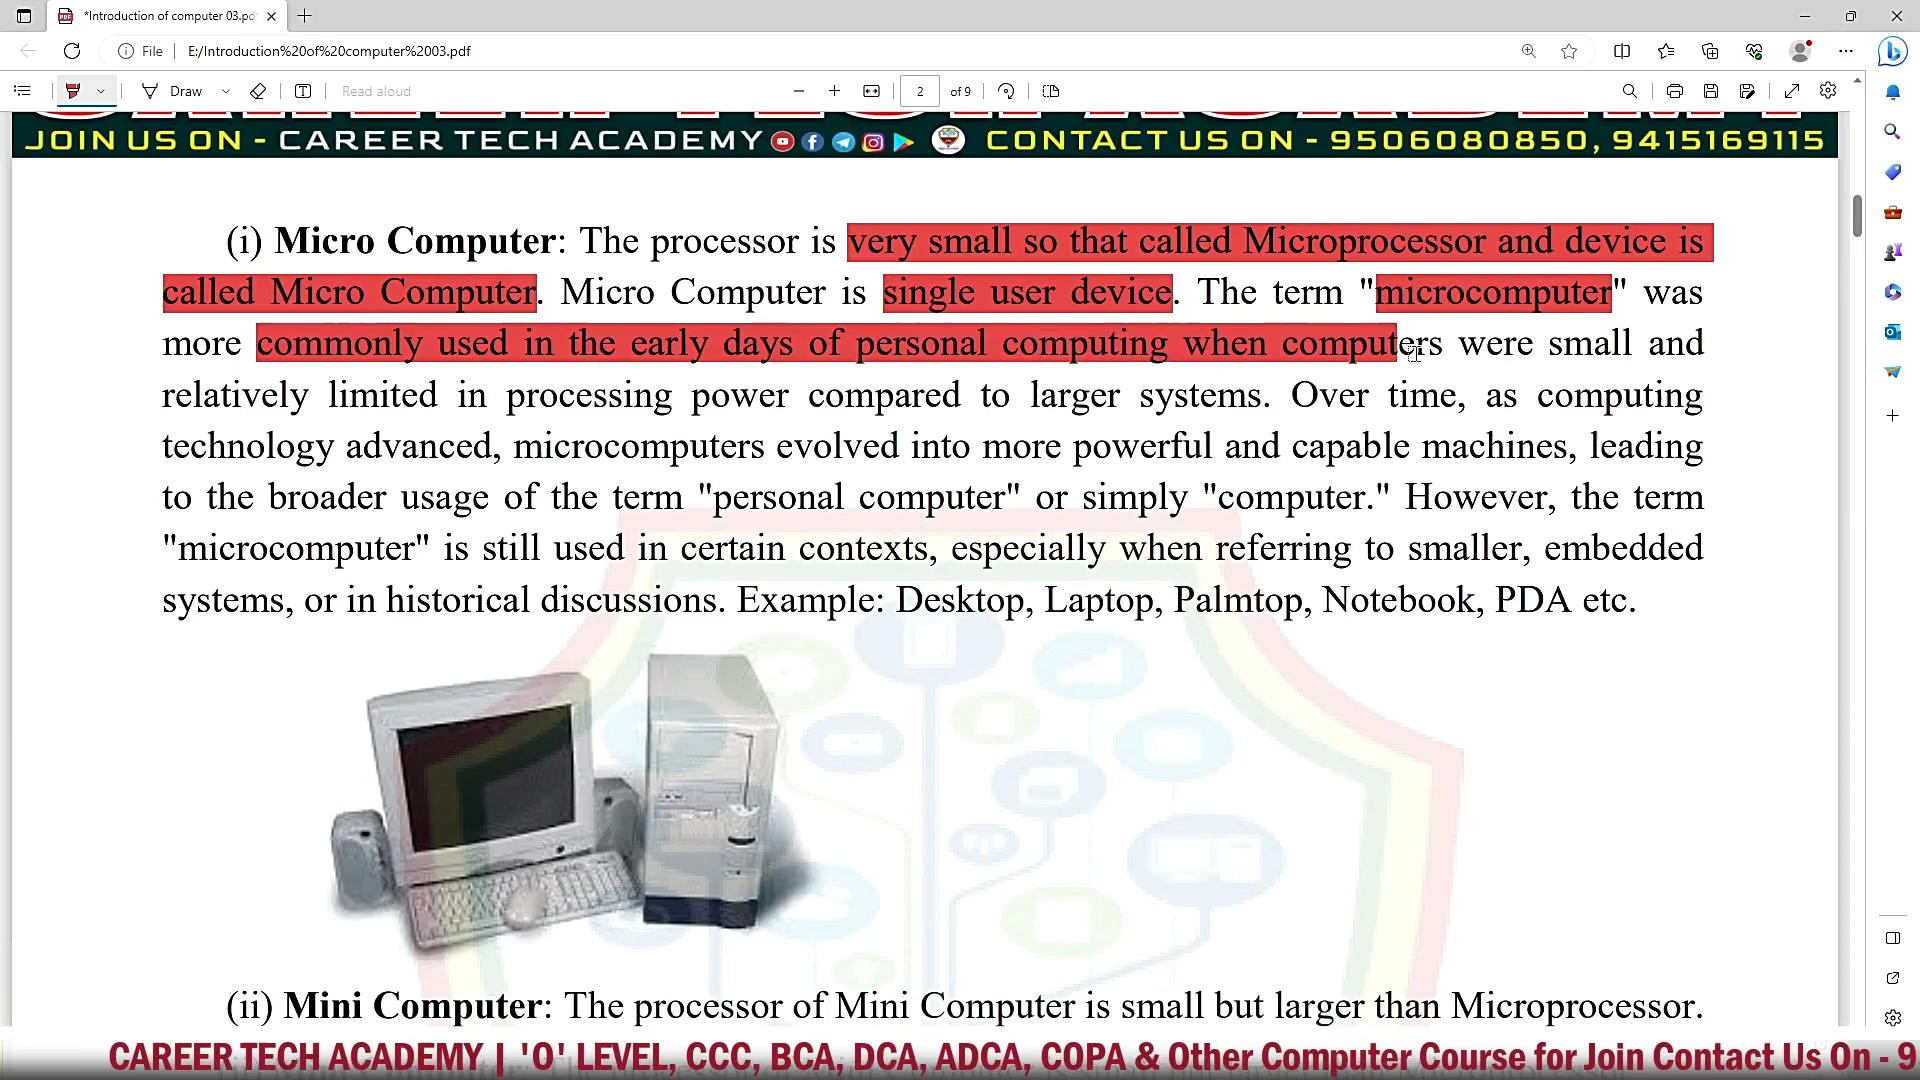 *Introduction of computer 03.pd
File
E:/Introduction%20of%20computer%2003.pdf
Draw
Read aloud
2
of 9
JOIN US ON - CAREER TECH ACADEMY
CONTACT US ON - 9506080850, 9415169115
(i) Micro Computer: The processor is very small so that called Microprocessor and device is
called Micro Computer. Micro Computer is single user device. The term "microcomputer" was
more commonly used in the early days of personal computing when computers were small and
relatively limited in processing power compared to larger systems. Over time, as computing
technology advanced, microcomputers evolved into more powerful and capable machines, leading
to the broader usage of the term "personal computer" or simply "computer." However, the term
"microcomputer" is still used in certain contexts, especially when referring to smaller, embedded
systems, or in historical discussions. Example: Desktop, Laptop, Palmtop, Notebook, PDA etc.
(ii) Mini Computer: The processor of Mini Computer is small but larger than Microprocessor.
CAREER TECH ACADEMY | 'O' LEVEL, CCC, BCA, DCA, ADCA, COPA & Other Computer Course for Join Contact Us On - 9